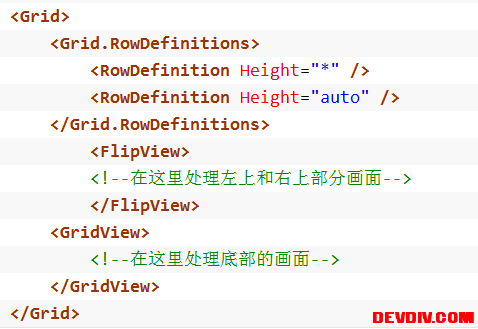 <Grid>
<Grid.RowDefinitions>
<RowDefinition Height="*" />
<RowDefinition Height="auto" />
</Grid.RowDefinitions>
<FlipView>
<!--在这里处理左上和右上部分画面-->
</FlipView>
<GridView>
<!--在这里处理底部的画面-->
</GridView>
</Grid>
DEVDIV.COM